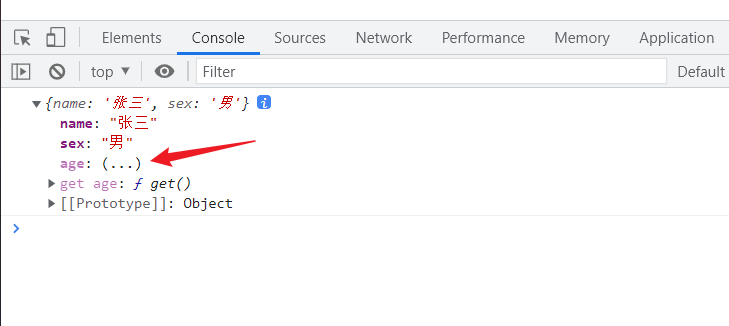 Elements Console Sources Network Performance Memory Application
top ▼ Filter Default
▼{name: '张三', sex: '男'} i
name: "张三"
sex: "男"
age: (...)
▶get age: ƒ get()
▶[[Prototype]]: Object
>